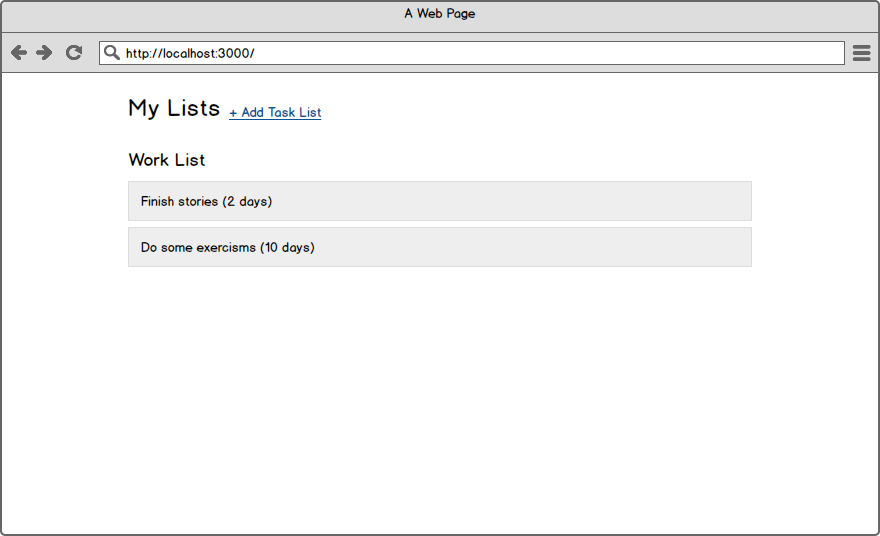 A Web Page
http://localhost:3000/
My Lists + Add Task List
Work List
Finish stories (2 days)
Do some exercisms (10 days)